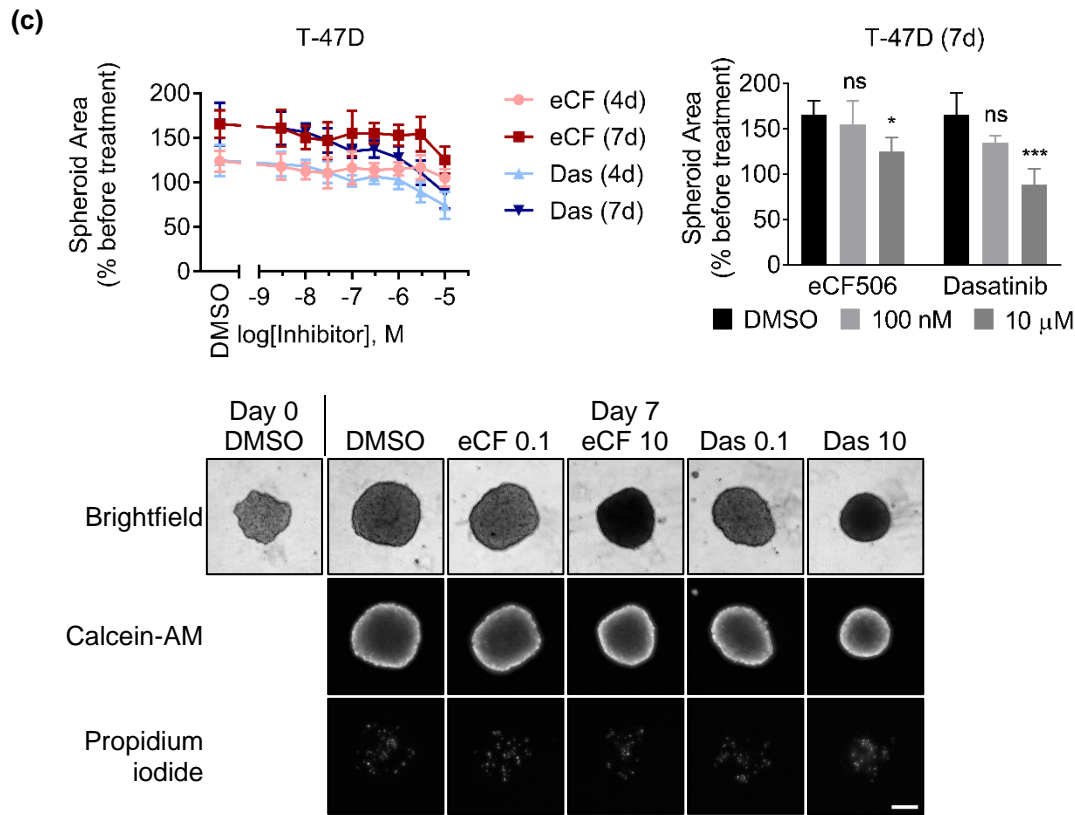 (c)
T-47D
Spheroid Area
(% before treatment)
200
150
100
50
0
DMSO
-9
-8
-7
-6
-5
log[Inhibitor], M
eCF (4d)
eCF (7d)
Das (4d)
Das (7d)
T-47D (7d)
Spheroid Area
(% before treatment)
200
150
100
50
0
ns
*
ns
***
eCF506 Dasatinib
DMSO 100 nM 10 μM
Day 0
DMSO
Day 7
DMSO eCF 0.1 eCF 10 Das 0.1 Das 10
Brightfield
Calcein-AM
Propidium
iodide